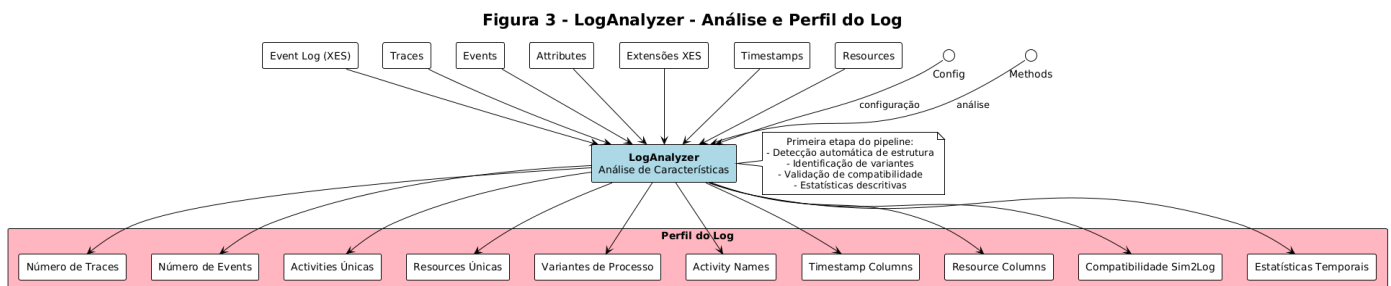 Figura 3 - LogAnalyzer - Análise e Perfil do Log
Event Log (XES)
Traces
Events
Attributes
Extensões XES
Timestamps
Resources
Config
Methods
configuração
análise
LogAnalyzer
Análise de Características
Primeira etapa do pipeline:
- Detecção automática de estrutura
- Identificação de variantes
- Validação de compatibilidade
- Estatísticas descritivas
Perfil do Log
Número de Traces
Número de Events
Activities Únicas
Resources Únicas
Variantes de Processo
Activity Names
Timestamp Columns
Resource Columns
Compatibilidade Sim2Log
Estatísticas Temporais